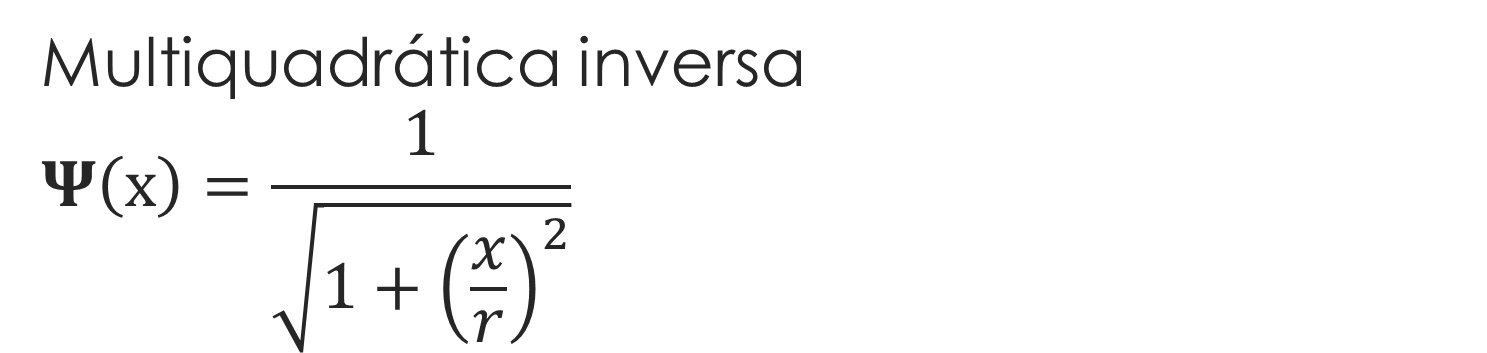 Multiquadrática inversa
𝚿(x) = 1 / √(1 + (x/r)²)